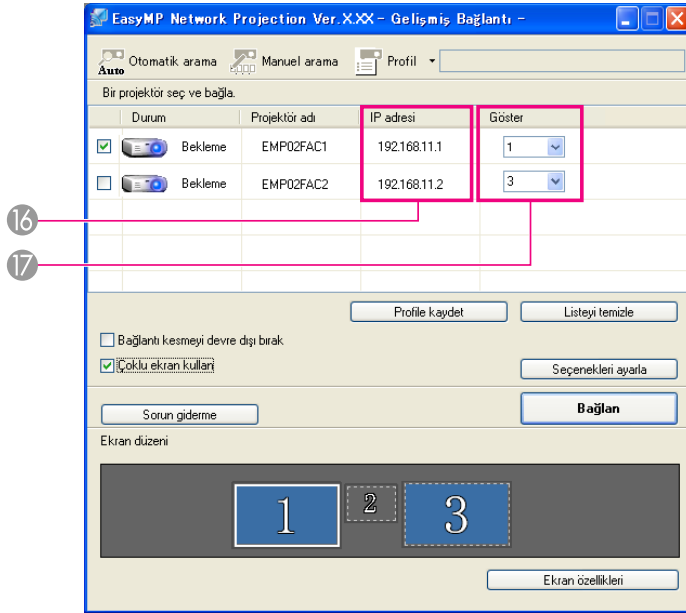 EasyMP Network Projection Ver.X.XX - Gelişmiş Bağlantı -
Auto Otomatik arama Manuel arama Profil
Bir projektör seç ve bağla.
Durum Projektör adı IP adresi Göster
Bekleme EMP02FAC1 192.168.11.1 1
Bekleme EMP02FAC2 192.168.11.2 3
16
17
Profile kaydet Listeyi temizle
Bağlantı kesmeyi devre dışı bırak
Çoklu ekran kullan Seçenekleri ayarla
Sorun giderme Bağlan
Ekran düzeni
1 2 3
Ekran özellikleri